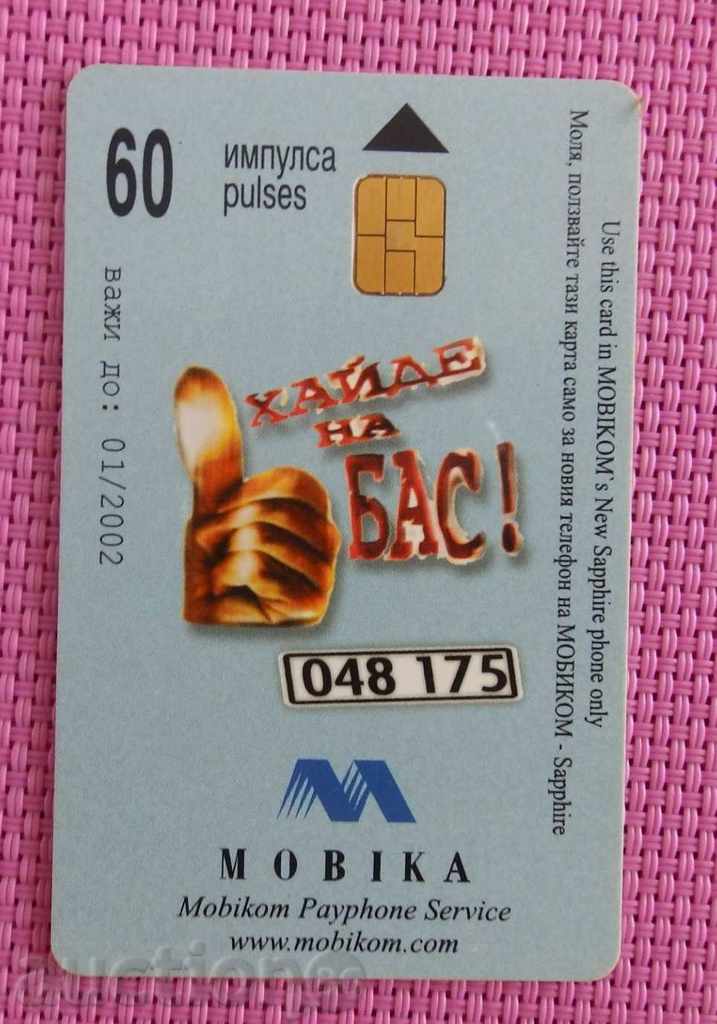 60
импулса
pulses
важи до: 01/2002
Use this card in MOBIKOM`s New Sapphire phone only
Моля, ползвайте тази карта само за новия телефон на МОБИКОМ - Sapphire
ХАЙДЕ
НА
БАС!
048 175
MOBIKA
Mobikom Payphone Service
www.mobikom.com
auction